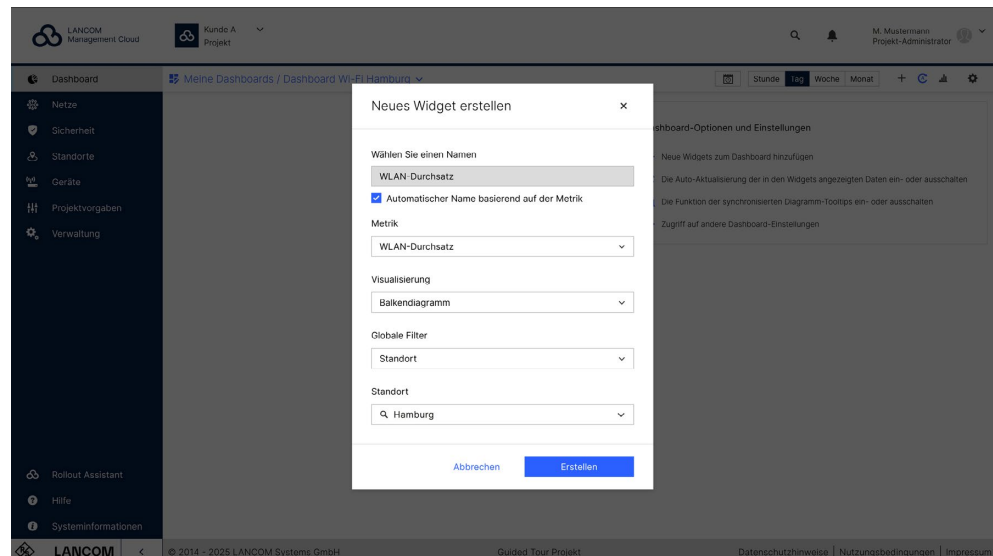 LANCOM
Management Cloud
Kunde A
Projekt
M. Mustermann
Projekt-Administrator
Dashboard
Netze
Sicherheit
Standorte
Geräte
Projektvorgaben
Verwaltung
Rollout Assistant
Hilfe
Systeminformationen
LANCOM
Meine Dashboards / Dashboard Wi-Fi Hamburg
Stunde Tag Woche Monat
Neues Widget erstellen
Wählen Sie einen Namen
WLAN-Durchsatz
Automatischer Name basierend auf der Metrik
Metrik
WLAN-Durchsatz
Visualisierung
Balkendiagramm
Globale Filter
Standort
Standort
Hamburg
Abbrechen Erstellen
shboard-Optionen und Einstellungen
Neue Widgets zum Dashboard hinzufügen
Die Auto-Aktualisierung der in den Widgets angezeigten Daten ein- oder ausschalten
Die Funktion der synchronisierten Diagramm-Tooltips ein- oder ausschalten
Zugriff auf andere Dashboard-Einstellungen
© 2014 - 2025 LANCOM Systems GmbH
Guided Tour Projekt
Datenschutzhinweise | Nutzungsbedingungen | Impressum